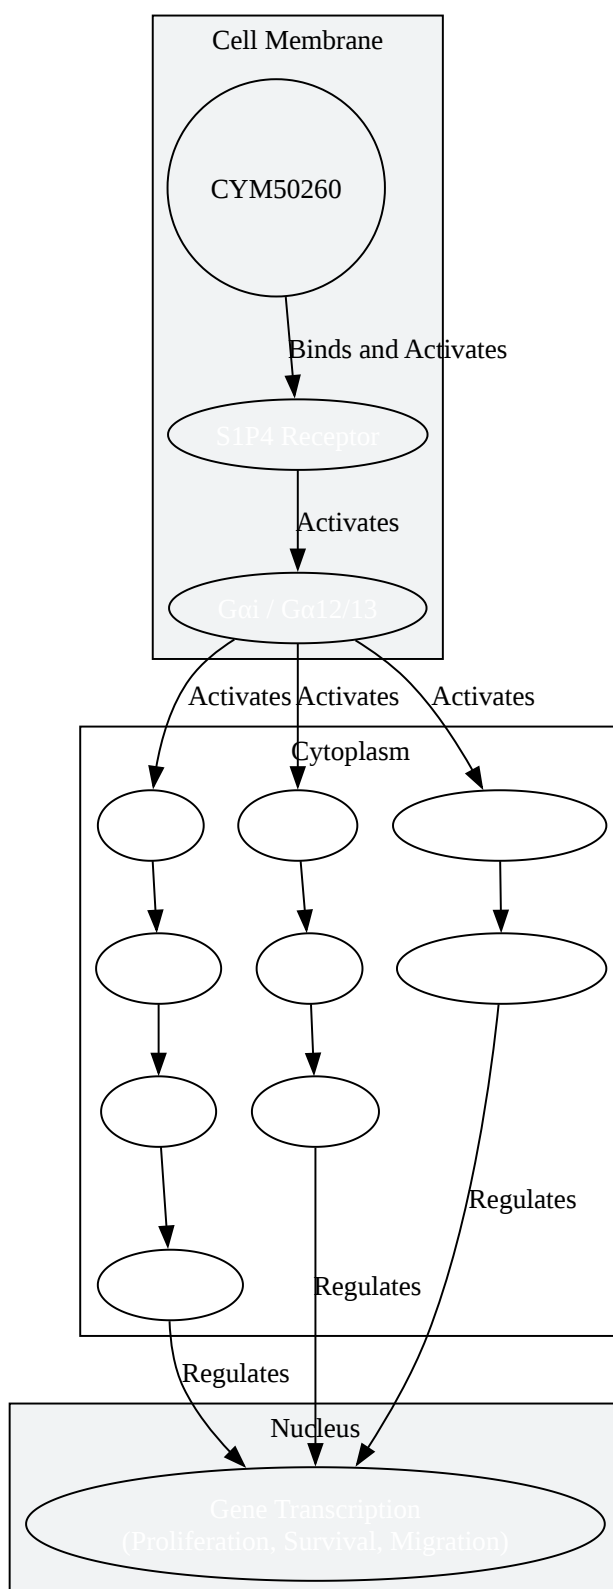 Cell Membrane
CYM50260
Binds and Activates
S1P4 Receptor
Activates
Gαi / Gα12/13
Activates
Activates
Activates
Cytoplasm
Regulates
Regulates
Regulates
Nucleus
Gene Transcription
(Proliferation, Survival, Migration)